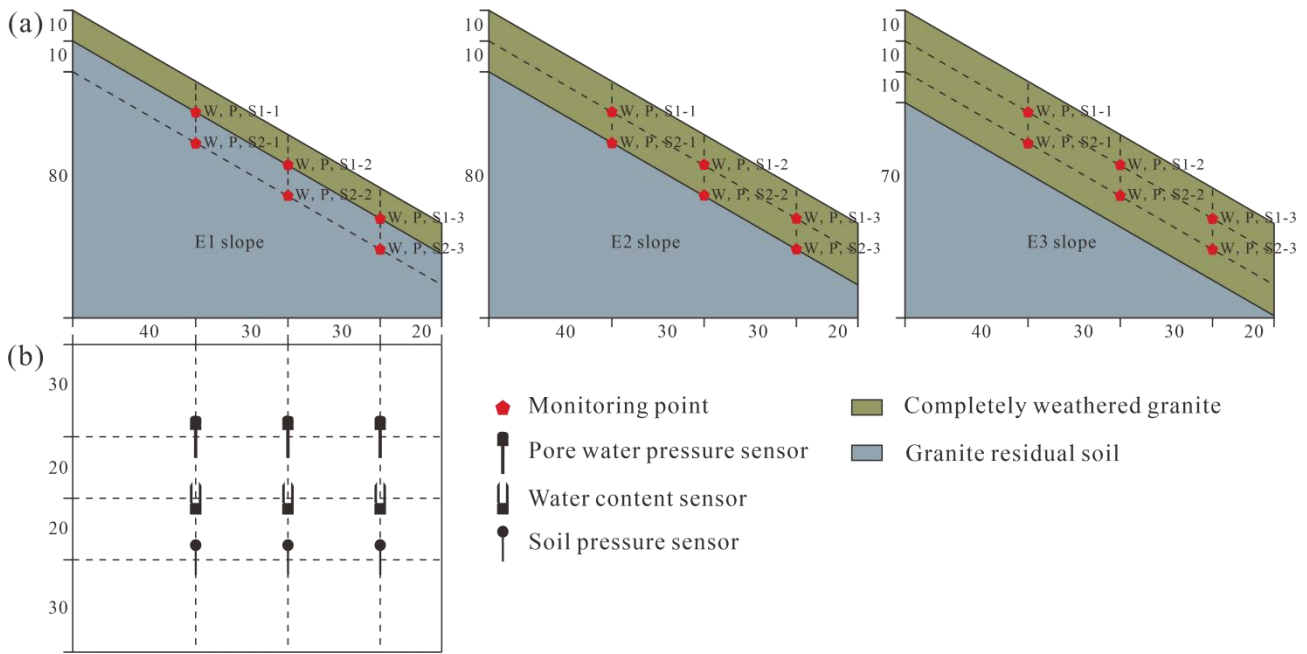 (a)
10
10
80
W, P, S1-1
W, P, S2-1
W, P, S1-2
W, P, S2-2
W, P, S1-3
W, P, S2-3
E1 slope
40
30
30
20
10
10
80
W, P, S1-1
W, P, S2-1
W, P, S1-2
W, P, S2-2
W, P, S1-3
W, P, S2-3
E2 slope
40
30
30
20
10
10
10
70
W, P, S1-1
W, P, S2-1
W, P, S1-2
W, P, S2-2
W, P, S1-3
W, P, S2-3
E3 slope
40
30
30
20
(b)
30
20
20
30
Monitoring point
Pore water pressure sensor
Water content sensor
Soil pressure sensor
Completely weathered granite
Granite residual soil